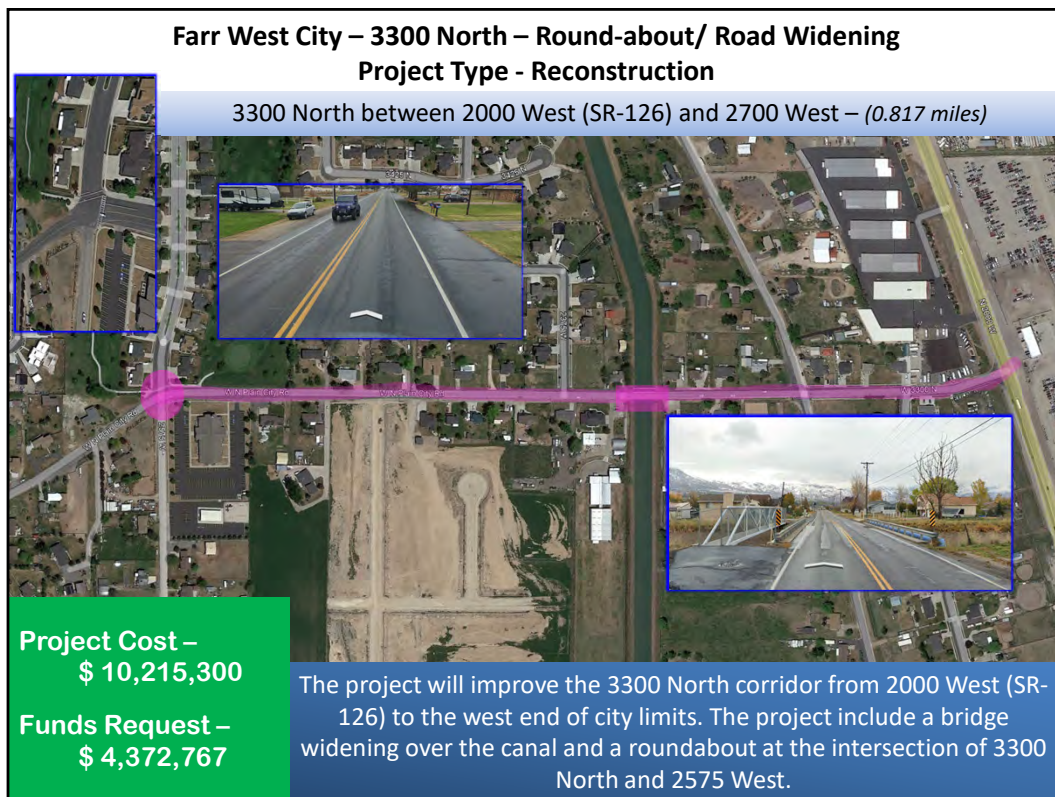 Farr West City – 3300 North – Round-about/ Road Widening
Project Type - Reconstruction
3300 North between 2000 West (SR-126) and 2700 West – (0.817 miles)
3425 N
3425 N
W 3300 N
Project Cost –
$ 10,215,300
Funds Request –
$ 4,372,767
The project will improve the 3300 North corridor from 2000 West (SR-
126) to the west end of city limits. The project include a bridge
widening over the canal and a roundabout at the intersection of 3300
North and 2575 West.